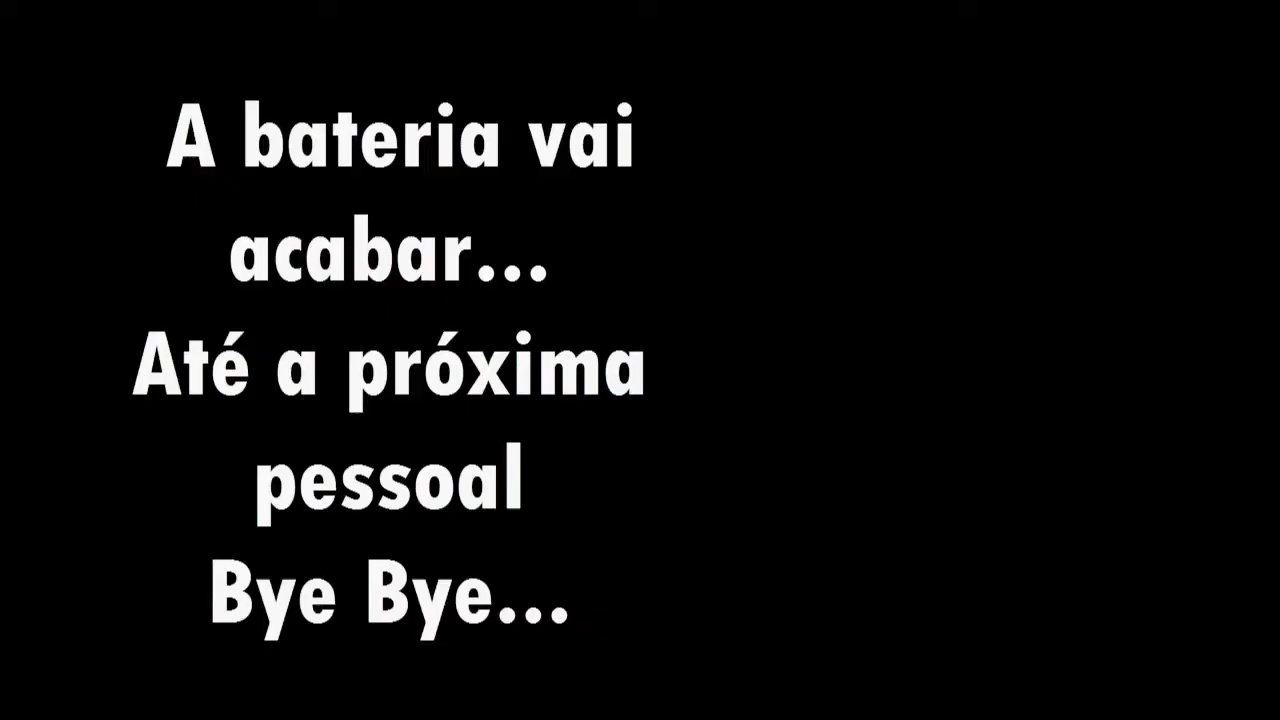 A bateria vai
acabar...
Até a próxima
pessoal
Bye Bye...